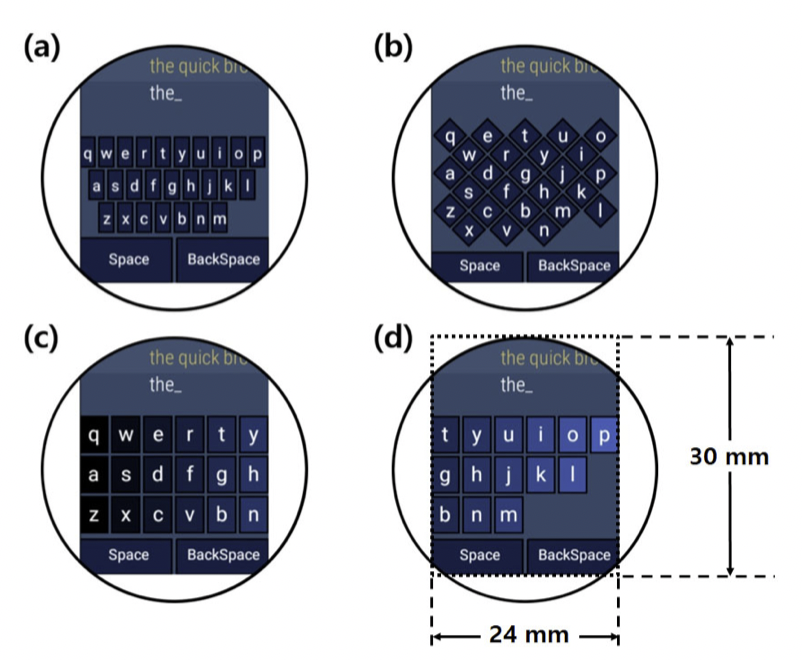 (a)
the quick bro
the_
q w e r t y u i o p
a s d f g h j k l
z x c v b n m
Space BackSpace
(b)
the quick bro
the_
q e t u o
w r y i
a d g j p
s f h k
z c b m l
x v n
Space BackSpace
(c)
the quick bro
the_
q w e r t y
a s d f g h
z x c v b n
Space BackSpace
(d)
the quick bro
the_
t y u i o p
g h j k l
b n m
Space BackSpace
30 mm
24 mm